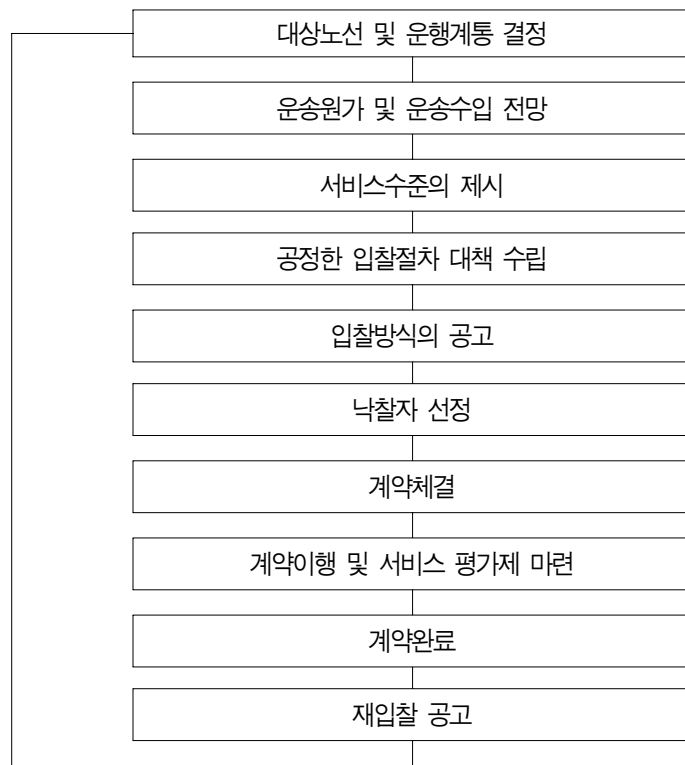 대상노선 및 운행계통 결정
운송원가 및 운송수입 전망
서비스수준의 제시
공정한 입찰절차 대책 수립
입찰방식의 공고
낙찰자 선정
계약체결
계약이행 및 서비스 평가제 마련
계약완료
재입찰 공고